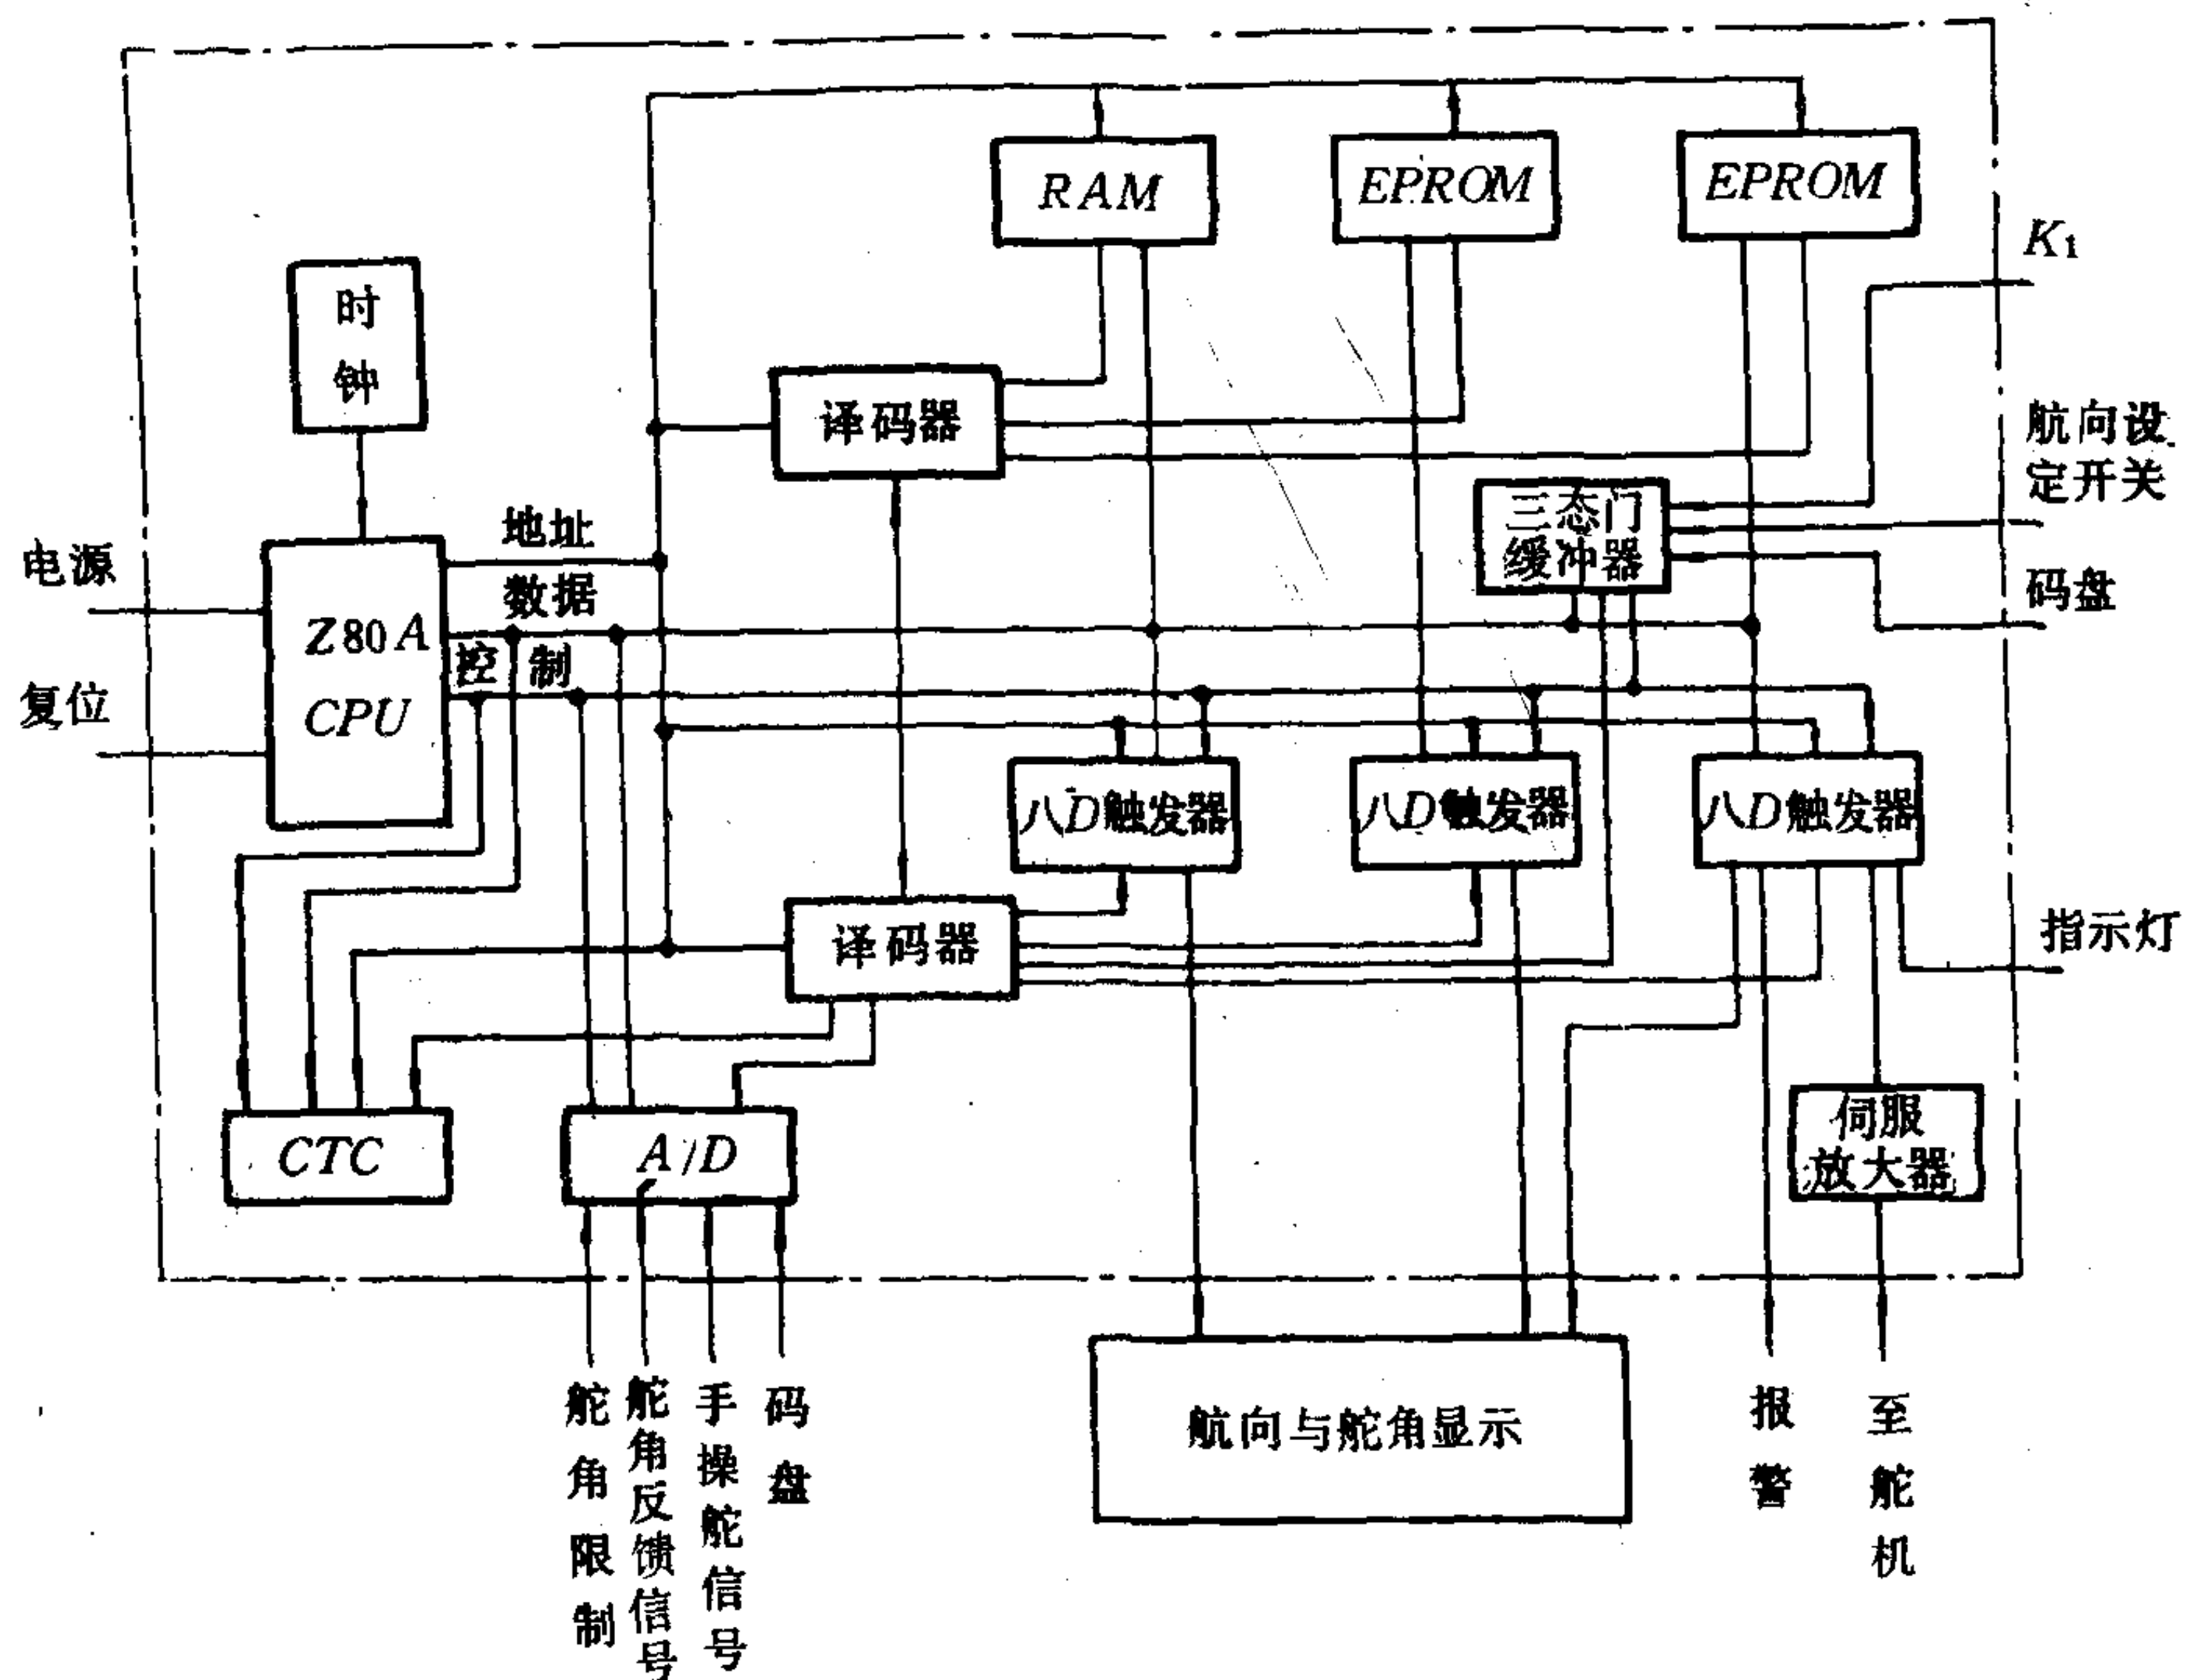 RAM
EPROM
EPROM
K1
时钟
译码器
航向设定开关
三态门
缓冲器
码盘
电源
复位
Z80A
CPU
地址
数据
控制
八D触发器
八D触发器
八D触发器
译码器
指示灯
CTC
A/D
伺服
放大器
舵角限制
舵角反馈信号
手操舵信号
码盘
航向与舵角显示
报警
至舵机